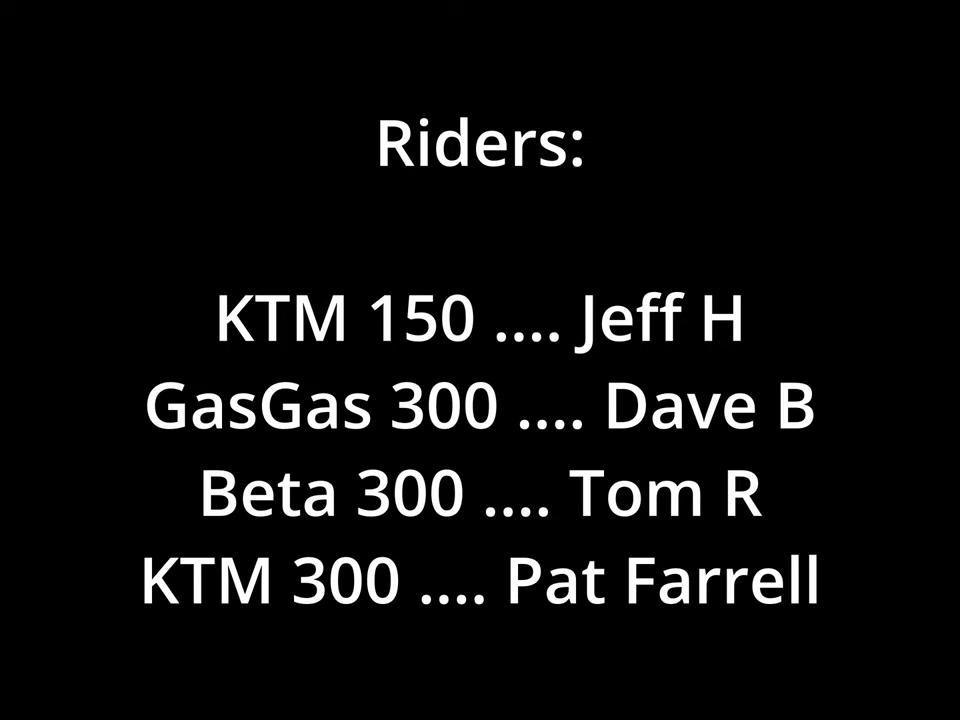 Riders:
KTM 150 .... Jeff H
GasGas 300 .... Dave B
Beta 300 .... Tom R
KTM 300 .... Pat Farrell